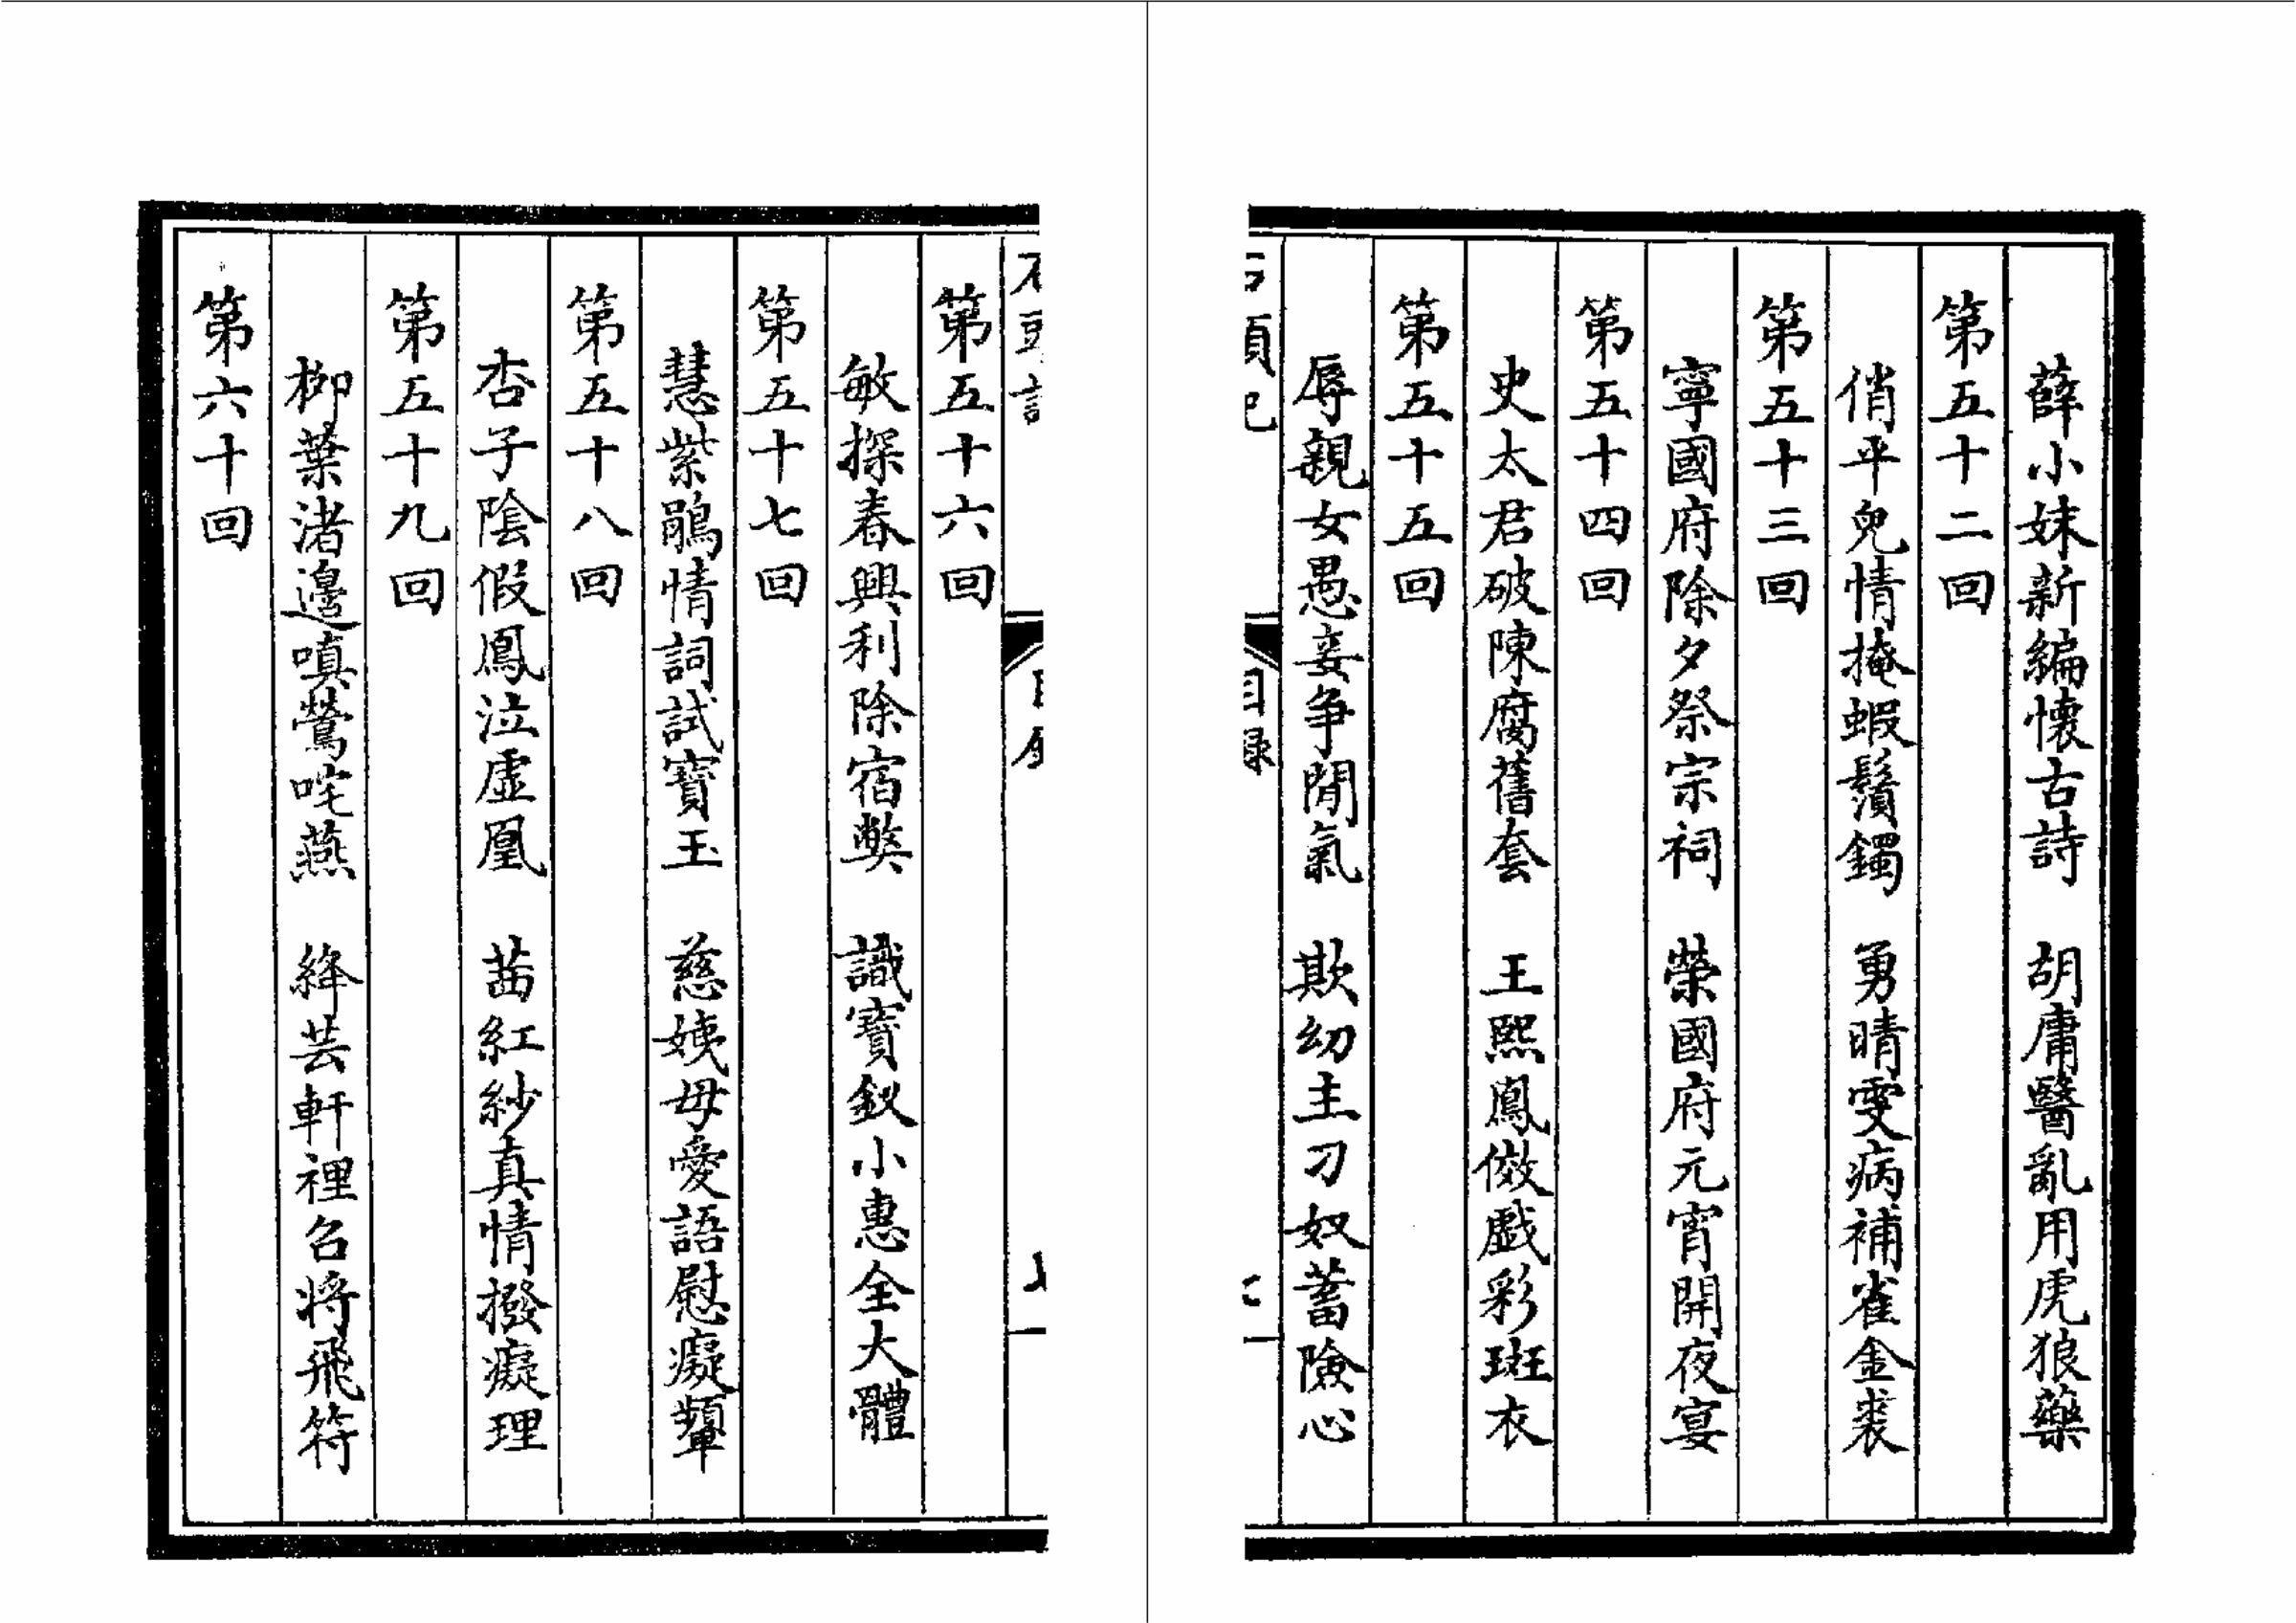 薛小妹新編懷古詩　胡庸醫亂用虎狼藥
第五十二回
俏平兒情掩蝦鬚鐲　勇晴雯病補雀金裘
第五十三回
寧國府除夕祭宗祠　榮國府元宵開夜宴
第五十四回
史太君破陳腐舊套　王熙鳳傚戲彩斑衣
第五十五回
辱親女愚妾爭閒氣　欺幼主刁奴蓄險心
目録
第五十六回
敏探春興利除宿弊　識寶釵小惠全大體
第五十七回
慧紫鵑情詞試寶玉　慈姨母愛語慰癡顰
第五十八回
杏子陰假鳳泣虛凰　茜紅紗真情撥癡理
第五十九回
柳葉渚邊嗔鶯咤燕　絳芸軒裡召將飛符
第六十回